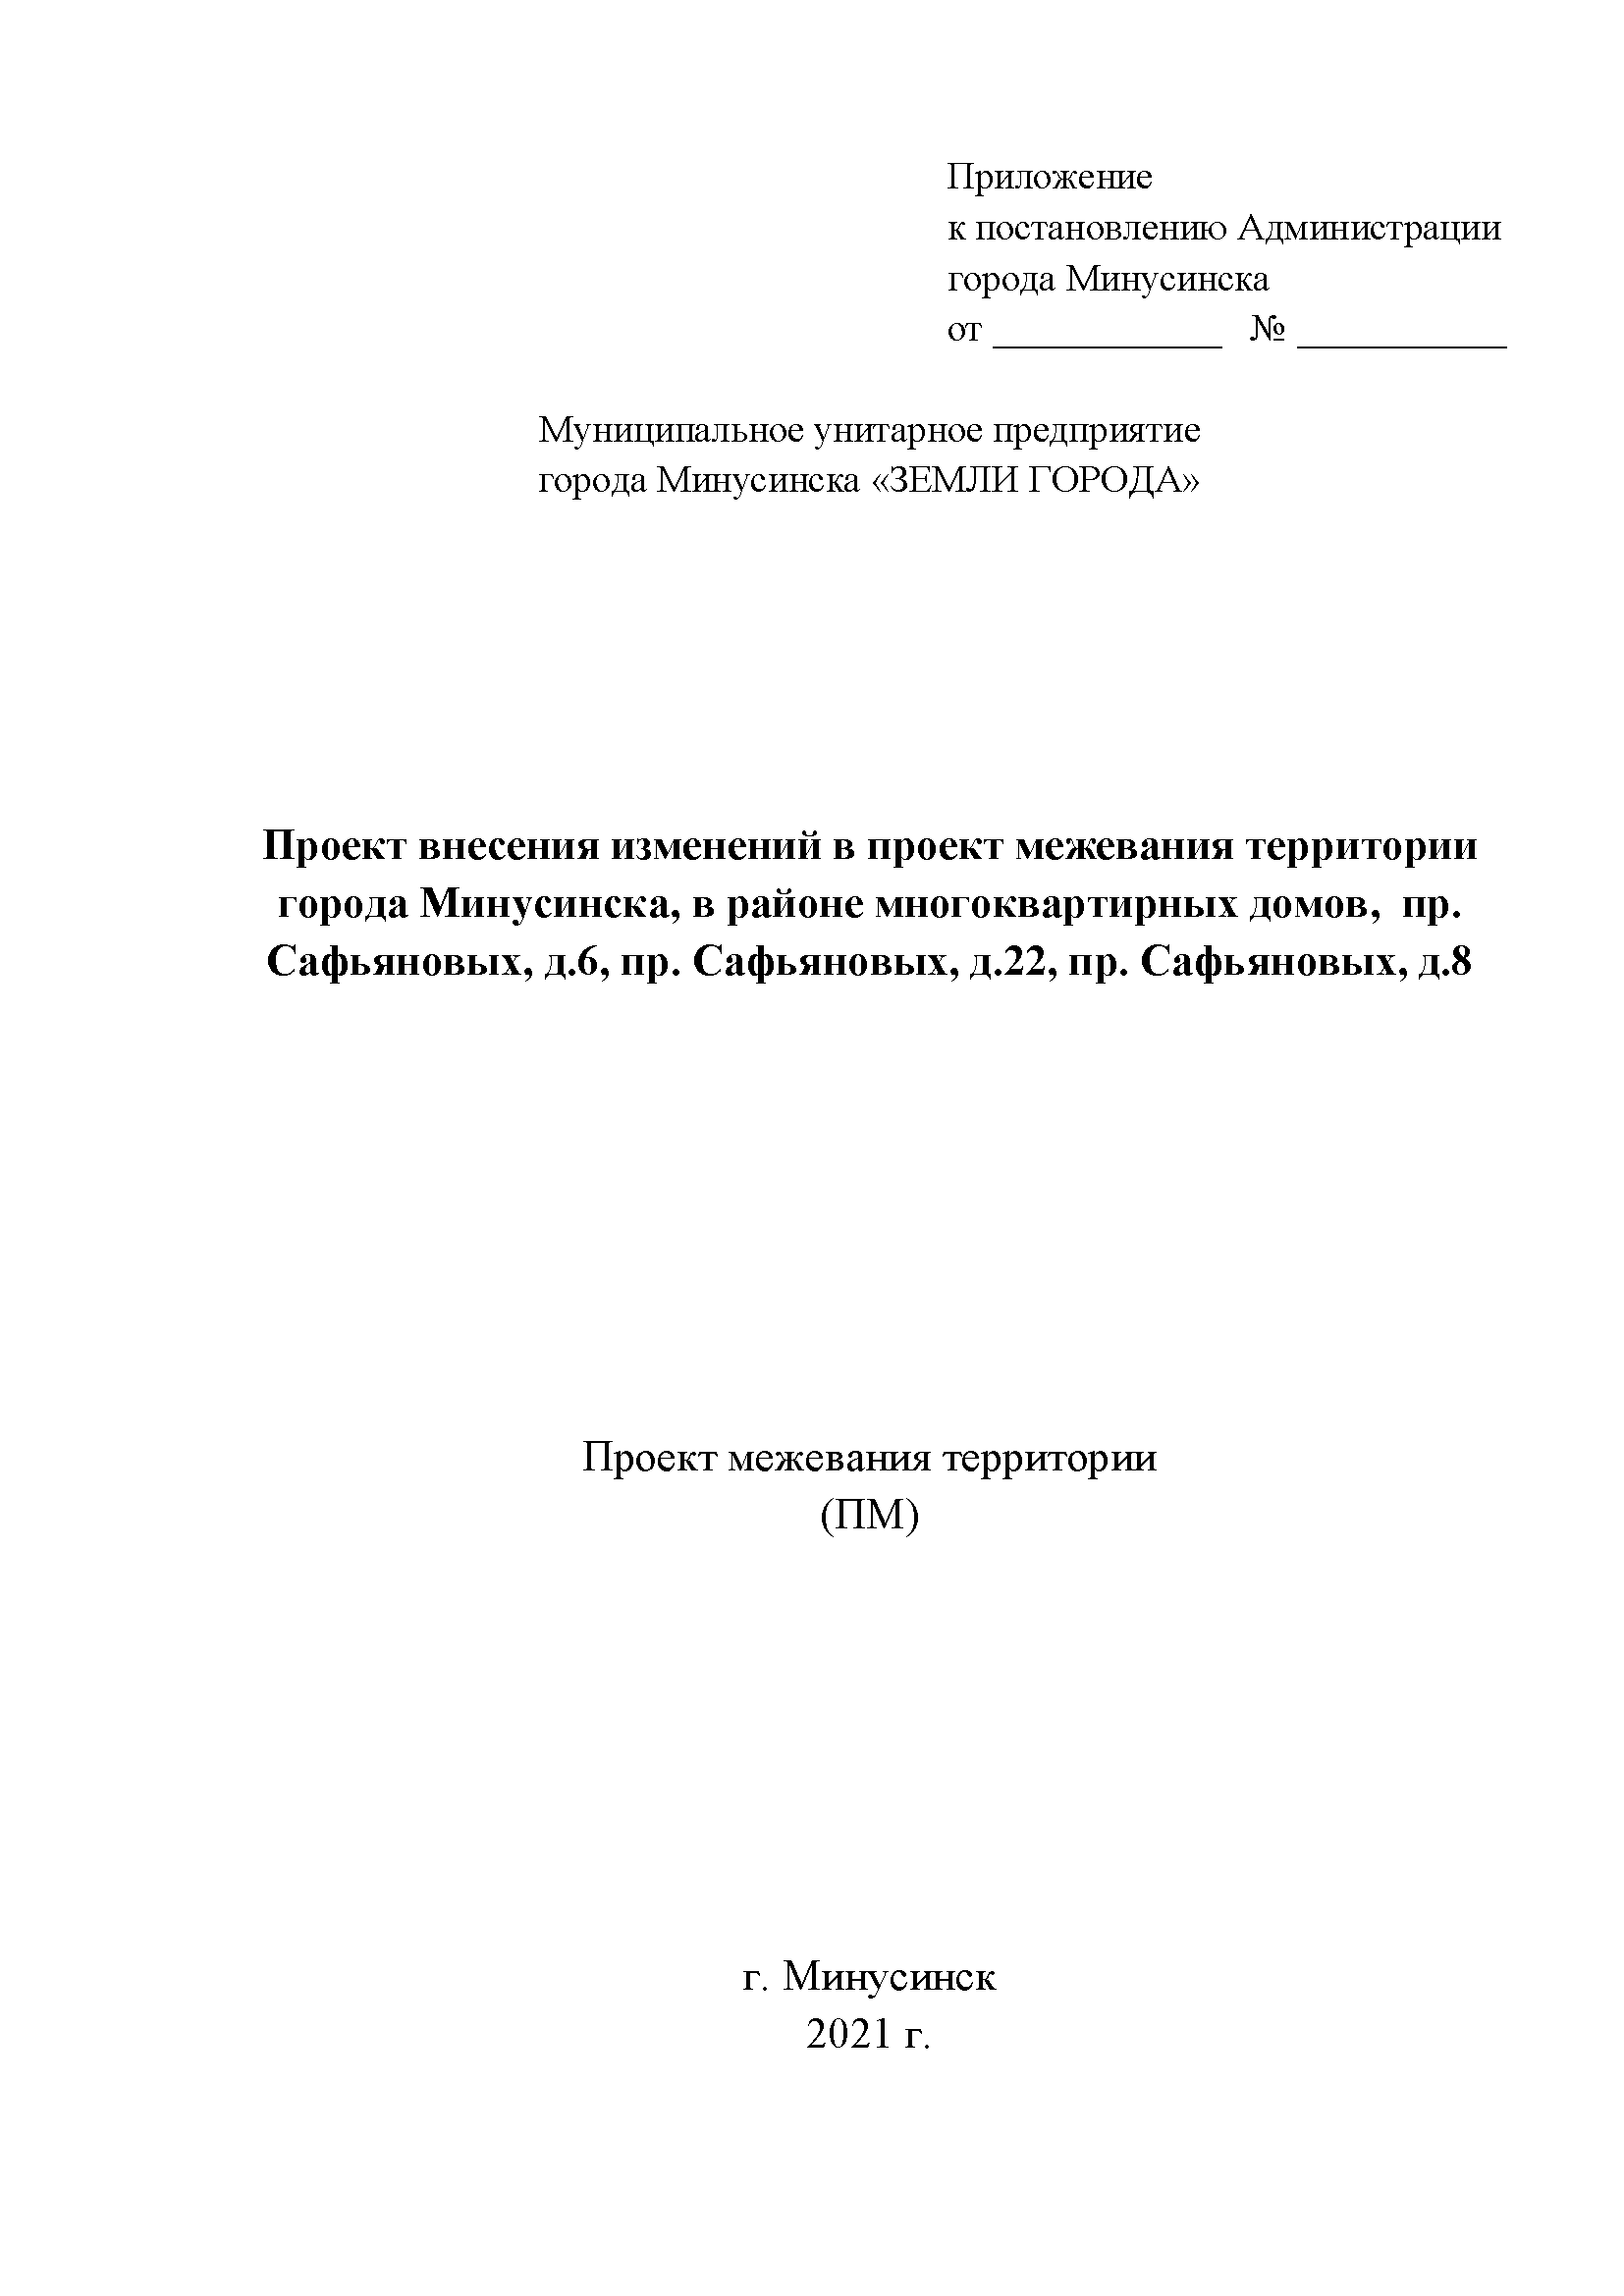 Приложение
к постановлению Администрации
города Минусинска
от ____________ № ___________
Муниципальное унитарное предприятие
города Минусинска «ЗЕМЛИ ГОРОДА»
Проект внесения изменений в проект межевания территории
города Минусинска, в районе многоквартирных домов, пр.
Сафьяновых, д.6, пр. Сафьяновых, д.22, пр. Сафьяновых, д.8
Проект межевания территории
(ПМ)
г. Минусинск
2021 г.